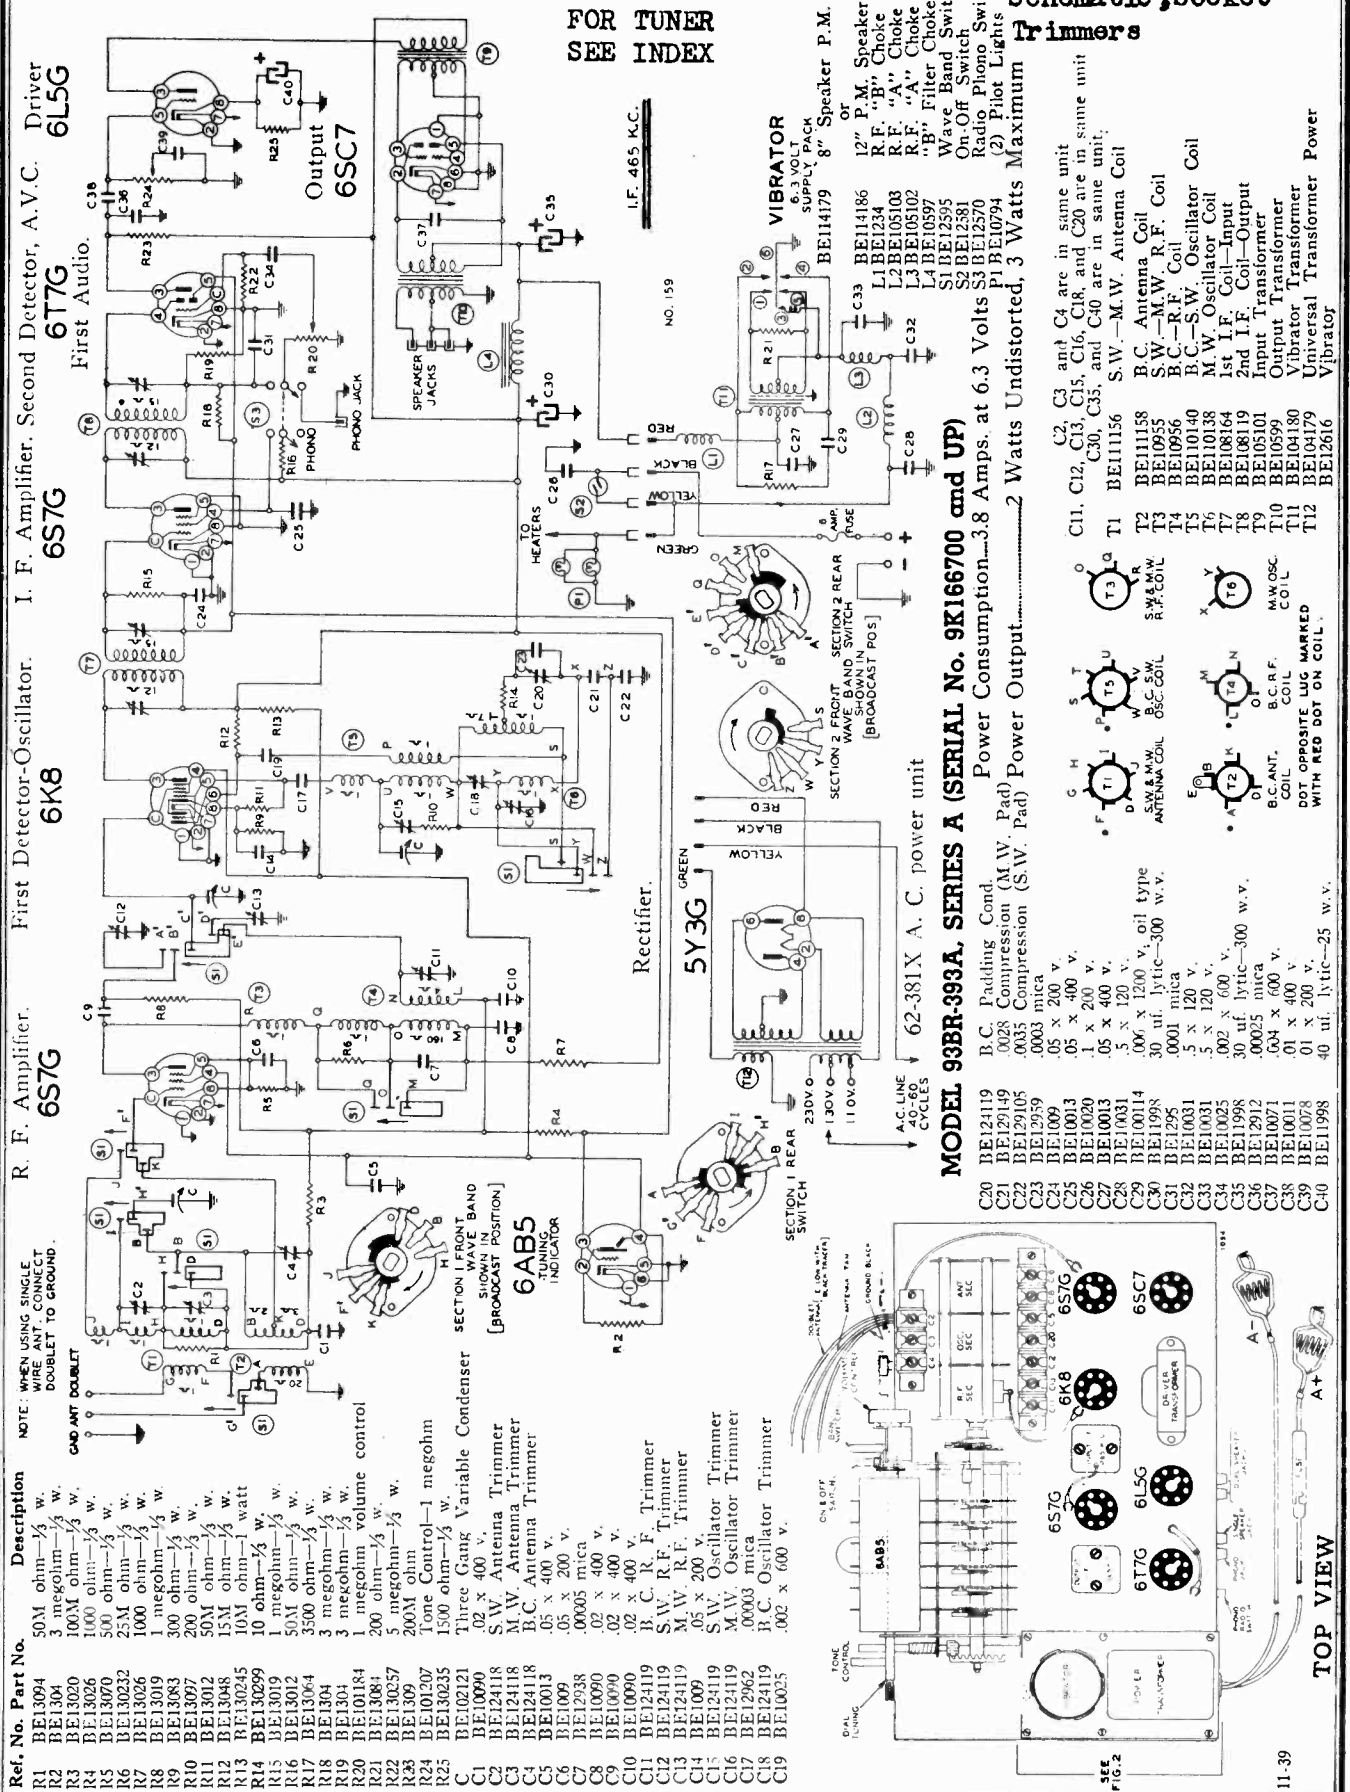 FOR TUNER
SEE INDEX
Trimmers
R. F. Amplifier.
6S7G
First Detector-Oscillator.
6K8
I. F. Amplifier.
6S7G
Second Detector, A.V.C.
6T7G
First Audio.
Driver
6L5G
Output
6SC7
I.F. 465 K.C.
NO. 159
NOTE: WHEN USING SINGLE
WIRE ANT. CONNECT
DOUBLET TO GROUND.
GND ANT DOUBLET
SPEAKER
JACKS
PHONO JACK
PHONO
TO
HEATERS
RED
BLACK
YELLOW
GREEN
8 AMP.
FUSE
VIBRATOR
6.3 VOLT
SUPPLY PACK
Rectifier.
5Y3G
GREEN
YELLOW
BLACK
RED
230V.
130V.
110V.
A.C. LINE
40-60
CYCLES
62-381X A. C. power unit
6AB5
TUNING
INDICATOR
SECTION 1 FRONT
WAVE BAND
SHOWN IN
[BROADCAST POSITION]
SECTION 1 REAR
SWITCH
SECTION 2 FRONT SECTION 2 REAR
WAVE BAND SWITCH
SHOWN IN
[BROADCAST POS]
MODEL 93BR-393A, SERIES A (SERIAL No. 9K166700 and UP)
Power Consumption....3.8 Amps. at 6.3 Volts
Power Output..........2 Watts Undistorted, 3 Watts Maximum
Ref. No. Part No. Description
R1 BE13094 50M ohm—1/3 w.
R2 BE1304 3 megohm—1/3 w.
R3 BE13020 100M ohm—1/3 w.
R4 BE13026 1000 ohm—1/3 w.
R5 BE13070 500 ohm—1/3 w.
R6 BE130232 25M ohm—1/3 w.
R7 BE13026 1000 ohm—1/3 w.
R8 BE13019 1 megohm—1/3 w.
R9 BE13083 300 ohm—1/3 w.
R10 BE13097 200 ohm—1/3 w.
R11 BE13012 50M ohm—1/3 w.
R12 BE13048 15M ohm—1/3 w.
R13 BE130245 10M ohm—1 watt
R14 BE130299 10 ohm—1/3 w.
R15 BE13019 1 megohm—1/3 w.
R16 BE13012 50M ohm—1/3 w.
R17 BE13064 3500 ohm—1/3 w.
R18 BE1304 3 megohm—1/3 w.
R19 BE1304 3 megohm—1/3 w.
R20 BE101184 1 megohm volume control
R21 BE13084 200 ohm—1/3 w.
R22 BE130257 5 megohm—1/3 w.
R23 BE1309 200M ohm
R24 BE101207 Tone Control—1 megohm
R25 BE130235 1500 ohm—1/3 w.
C BE102121 Three Gang Variable Condenser
C1 BE10090 .02 x 400 v.
C2 BE124118 S.W. Antenna Trimmer
C3 BE124118 M.W. Antenna Trimmer
C4 BE124118 B.C. Antenna Trimmer
C5 BE10013 .05 x 400 v.
C6 BE1009 .05 x 200 v.
C7 BE12938 .00005 mica
C8 BE10090 .02 x 400 v.
C9 BE10090 .02 x 400 v.
C10 BE10090 .02 x 400 v.
C11 BE124119 B. C. R. F. Trimmer
C12 BE124119 S.W. R.F. Trimmer
C13 BE124119 M.W. R.F. Trimmer
C14 BE1009 .05 x 200 v.
C15 BE124119 S.W. Oscillator Trimmer
C16 BE124119 M.W. Oscillator Trimmer
C17 BE12962 .00003 mica
C18 BE124119 B.C. Oscillator Trimmer
C19 BE10025 .002 x 600 v.
C20 BE124119 B.C. Padding Cond.
C21 BE129149 .0028 Compression (M.W. Pad)
C22 BE129105 .0035 Compression (S.W. Pad)
C23 BE12959 .0003 mica
C24 BE1009 .05 x 200 v.
C25 BE10013 .05 x 400 v.
C26 BE10020 .1 x 200 v.
C27 BE10013 .05 x 400 v.
C28 BE10031 .5 x 120 v.
C29 BE100114 .006 x 1200 v. oil type
C30 BE11998 30 uf. lytic—300 w.v.
C31 BE1295 .0001 mica
C32 BE10031 .5 x 120 v.
C33 BE10031 .5 x 120 v.
C34 BE10025 .002 x 600 v.
C35 BE11998 30 uf. lytic—300 w.v.
C36 BE12912 .00025 mica
C37 BE10071 .004 x 600 v.
C38 BE10011 .01 x 400 v.
C39 BE10078 .01 x 200 v.
C40 BE11998 40 uf. lytic—25 w.v.
C2, C3 and C4 are in same unit
C11, C12, C13, C15, C16, C18, and C20 are in same unit
C30, C35, and C40 are in same unit.
T1 BE111156 S.W.—M.W. Antenna Coil
T2 BE111158 B.C. Antenna Coil
T3 BE10955 S.W.—M.W. R.F. Coil
T4 BE10956 B.C.—R.F. Coil
T5 BE110140 B.C.—S.W. Oscillator Coil
T6 BE110138 M.W. Oscillator Coil
T7 BE108164 1st I.F. Coil—Input
T8 BE108119 2nd I.F. Coil—Output
T9 BE105101 Input Transformer
T10 BE10599 Output Transformer
T11 BE104180 Vibrator Transformer
T12 BE104179 Universal Transformer Power
BE12616 Vibrator
BE114179 8" Speaker P.M.
or
BE114186 12" P.M. Speaker
L1 BE1234 R.F. "B" Choke
L2 BE105103 R.F. "A" Choke
L3 BE105102 R.F. "A" Choke
L4 BE10597 "B" Filter Choke
S1 BE12595 Wave Band Swit
S2 BE12581 On-Off Switch
S3 BE12570 Radio Phono Swi
P1 BE10794 (2) Pilot Lights
S.W. & M.W.
ANTENNA COIL
B.C. S.W.
OSC. COIL
S.W. & M.W.
R.F. COIL
B.C. ANT.
COIL
B.C. R.F.
COIL
M.W. OSC.
COIL
DOT OPPOSITE LUG MARKED
WITH RED DOT ON COIL.
TONE
CONTROL
DIAL
TUNING
6AB5
ANT
SEC
OSC
SEC
R.F.
SEC
6S7G
6K8
6S7G
6SC7
DRIVER
TRANSFORMER
6L5G
6T7G
POWER
TRANSFORMER
SEE
FIG.2
A-
A+
TOP VIEW
11-39